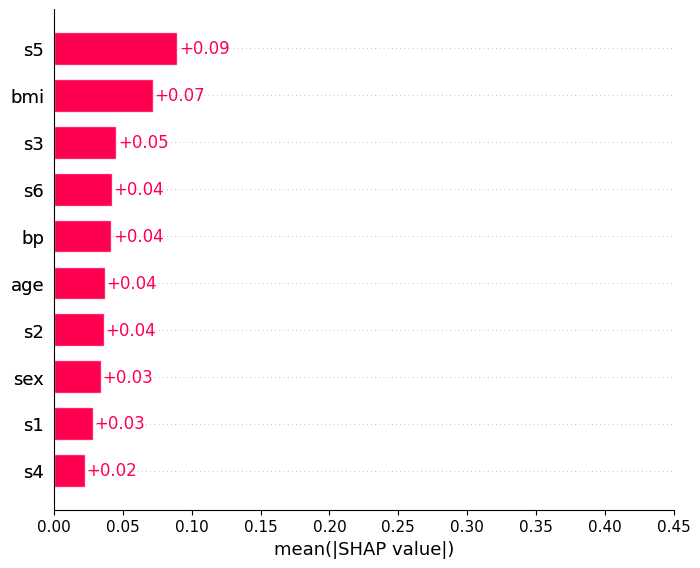 s5 +0.09
bmi +0.07
s3 +0.05
s6 +0.04
bp +0.04
age +0.04
s2 +0.04
sex +0.03
s1 +0.03
s4 +0.02
0.00 0.05 0.10 0.15 0.20 0.25 0.30 0.35 0.40 0.45
mean(|SHAP value|)